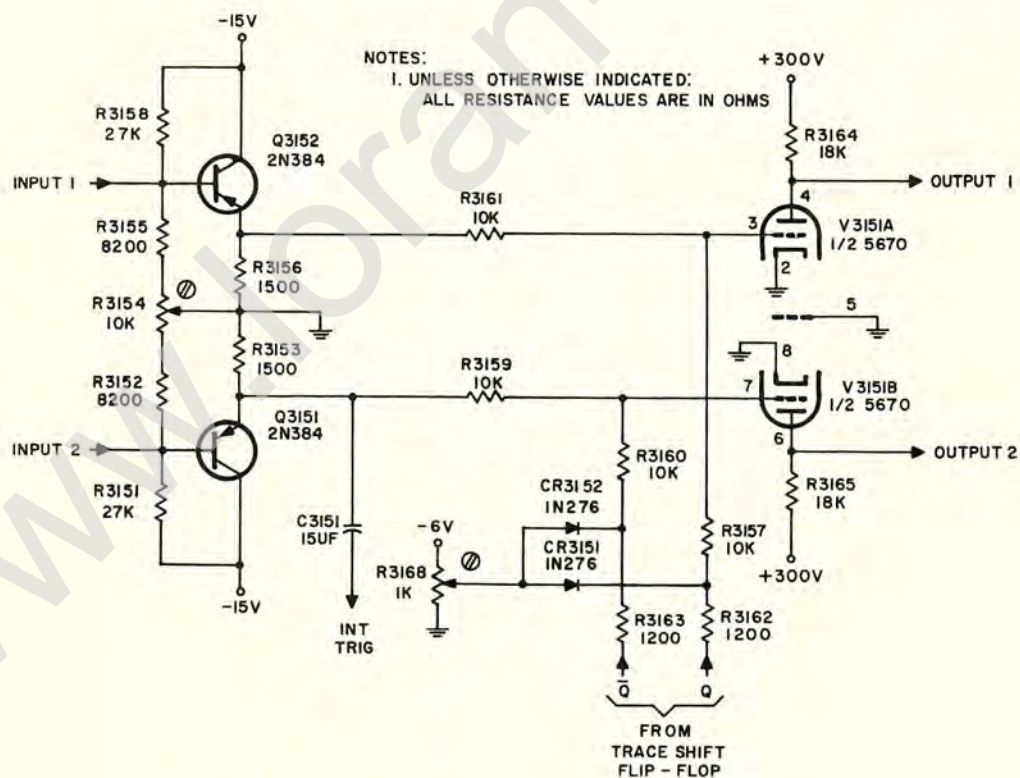 -15V
NOTES:
1. UNLESS OTHERWISE INDICATED:
ALL RESISTANCE VALUES ARE IN OHMS
+300V
R3158
27K
Q3152
2N384
R3164
18K
INPUT 1
OUTPUT 1
R3161
10K
4
3
V3151A
1/2 5670
2
R3155
8200
R3156
1500
R3154
10K
5
R3153
1500
8
R3159
10K
7
V3151B
1/2 5670
R3152
8200
Q3151
2N384
6
INPUT 2
OUTPUT 2
R3160
10K
R3165
18K
R3151
27K
CR3152
1N276
C3151
15UF
-6V
CR3151
1N276
R3157
10K
R3168
1K
+300V
-15V
INT
TRIG
R3163
1200
R3162
1200
Q̅
Q
FROM
TRACE SHIFT
FLIP-FLOP
www.loran-